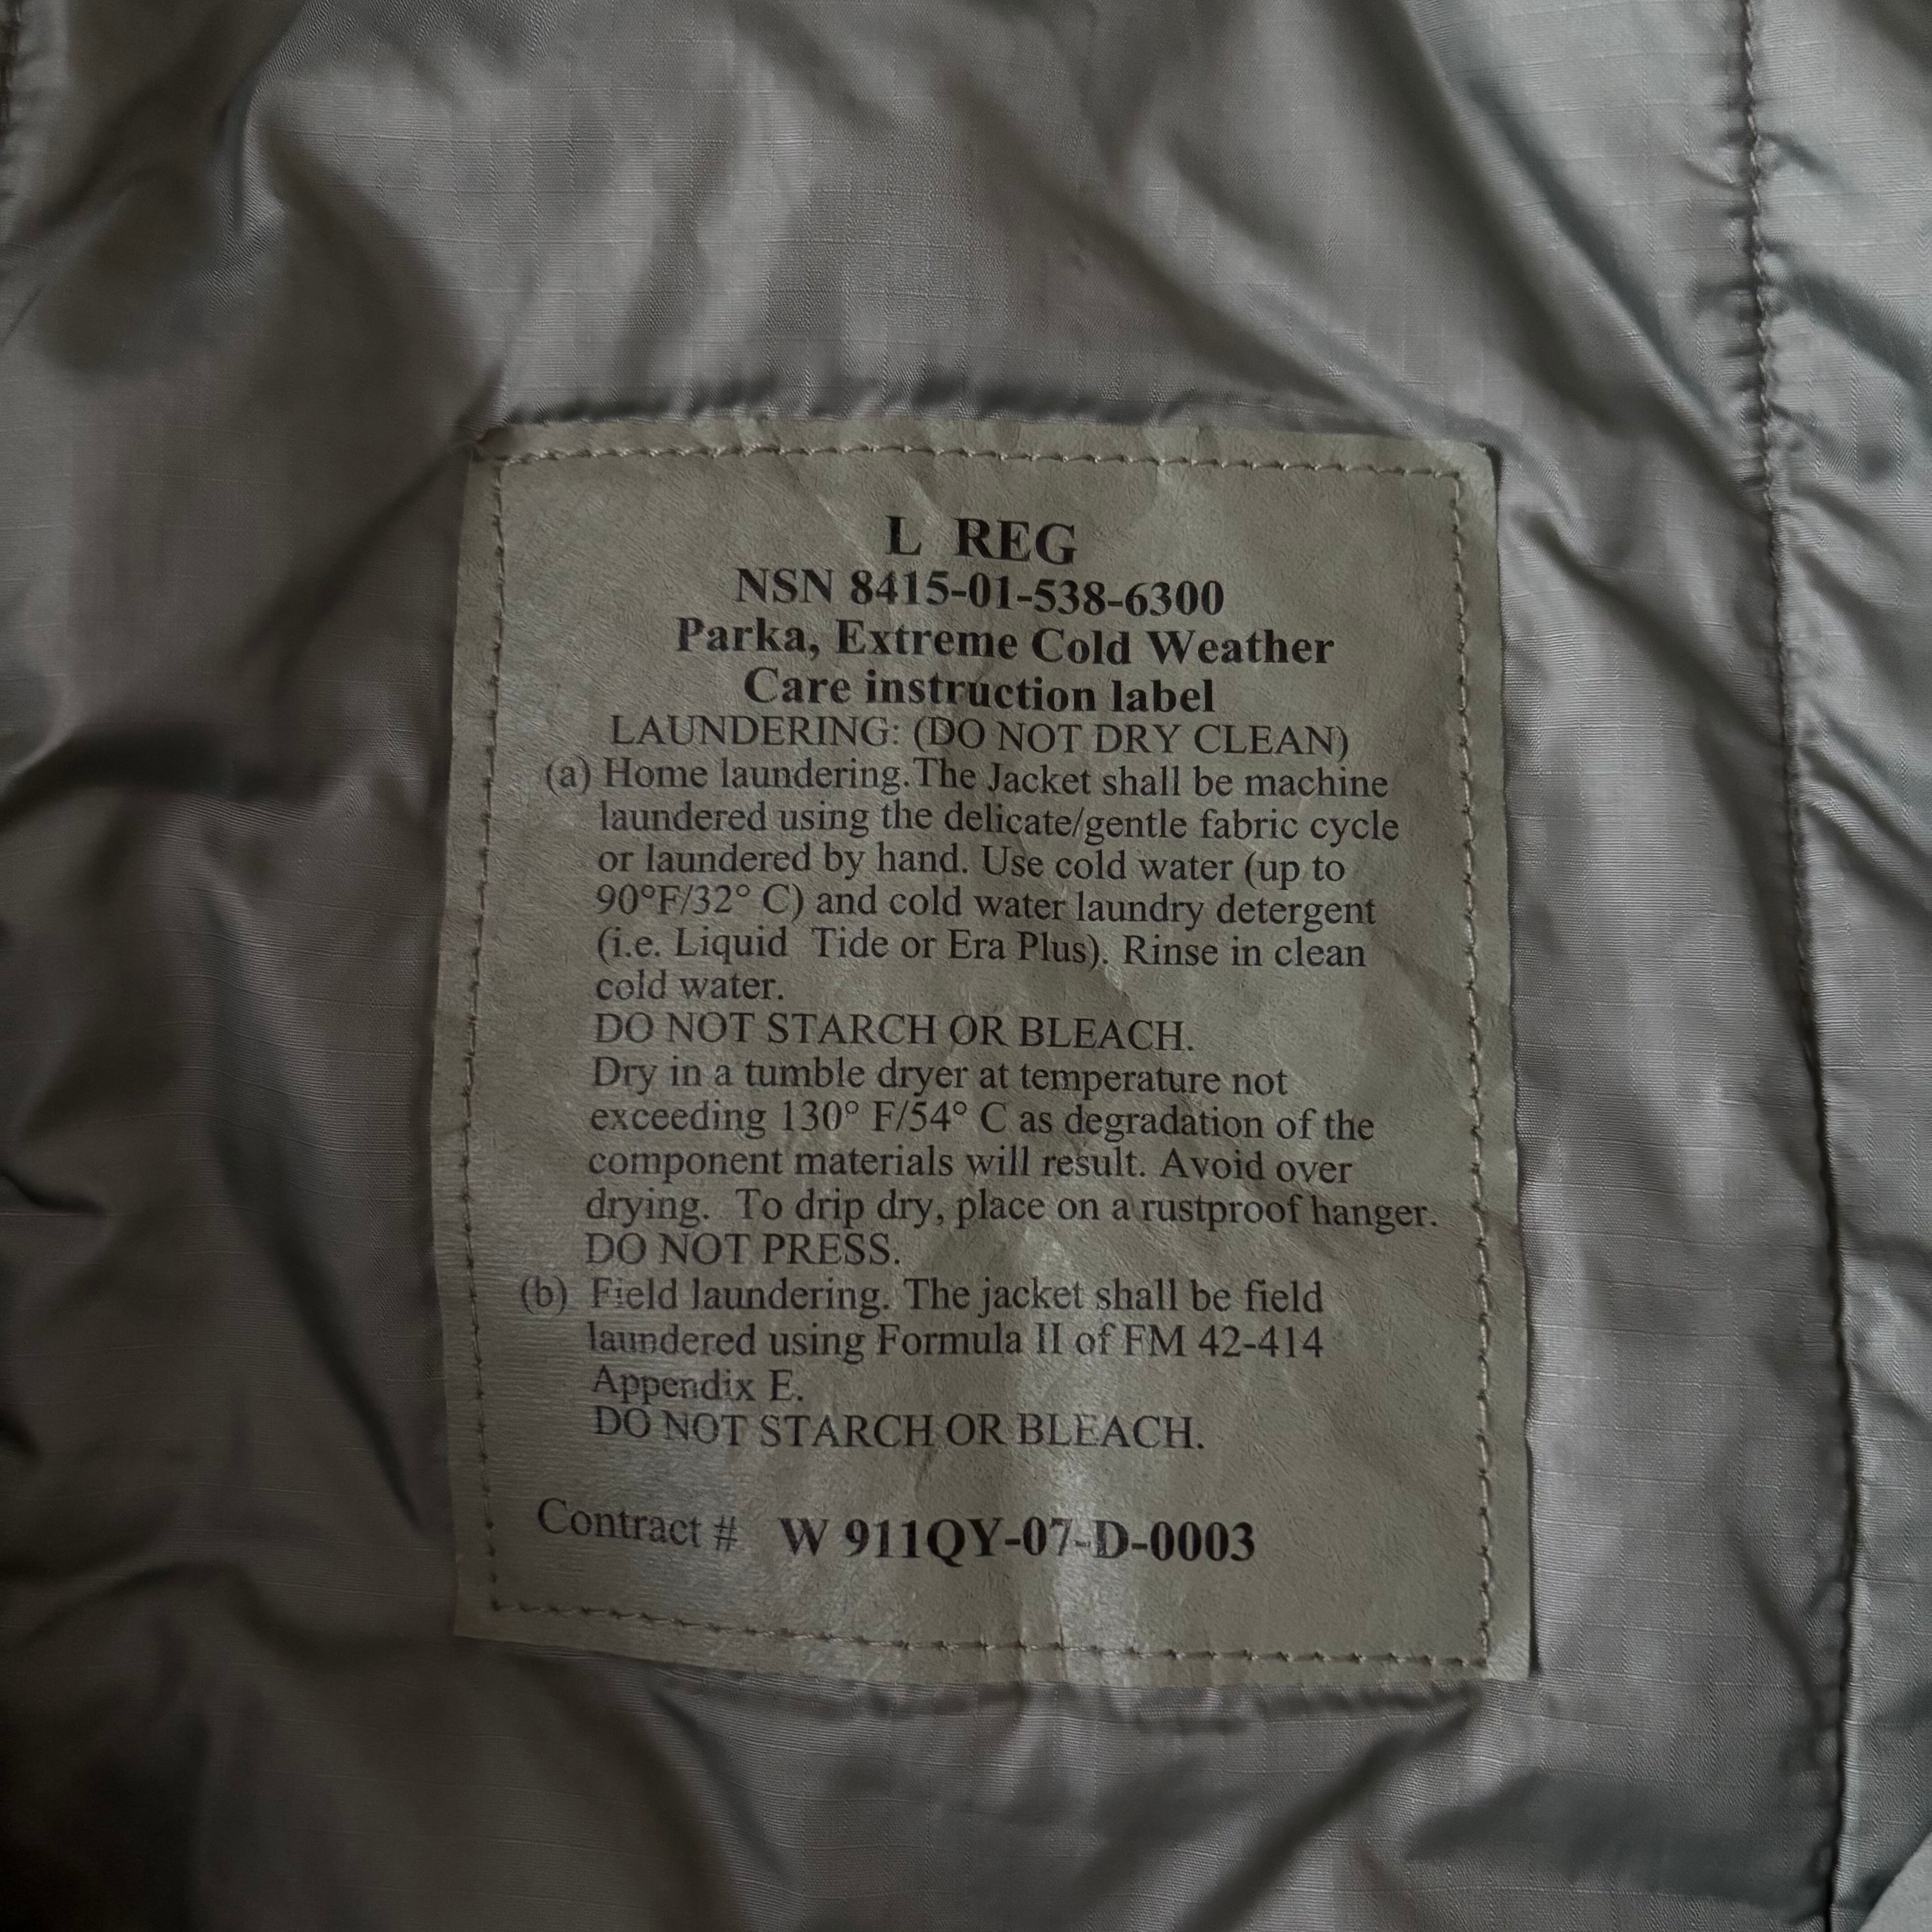 L REG
NSN 8415-01-538-6300
Parka, Extreme Cold Weather
Care instruction label
LAUNDERING: (DO NOT DRY CLEAN)
(a) Home laundering.The Jacket shall be machine
laundered using the delicate/gentle fabric cycle
or laundered by hand. Use cold water (up to
90°F/32° C) and cold water laundry detergent
(i.e. Liquid Tide or Era Plus). Rinse in clean
cold water.
DO NOT STARCH OR BLEACH.
Dry in a tumble dryer at temperature not
exceeding 130° F/54° C as degradation of the
component materials will result. Avoid over
drying. To drip dry, place on a rustproof hanger.
DO NOT PRESS.
(b) Field laundering. The jacket shall be field
laundered using Formula II of FM 42-414
Appendix E.
DO NOT STARCH OR BLEACH.
Contract # W 911QY-07-D-0003